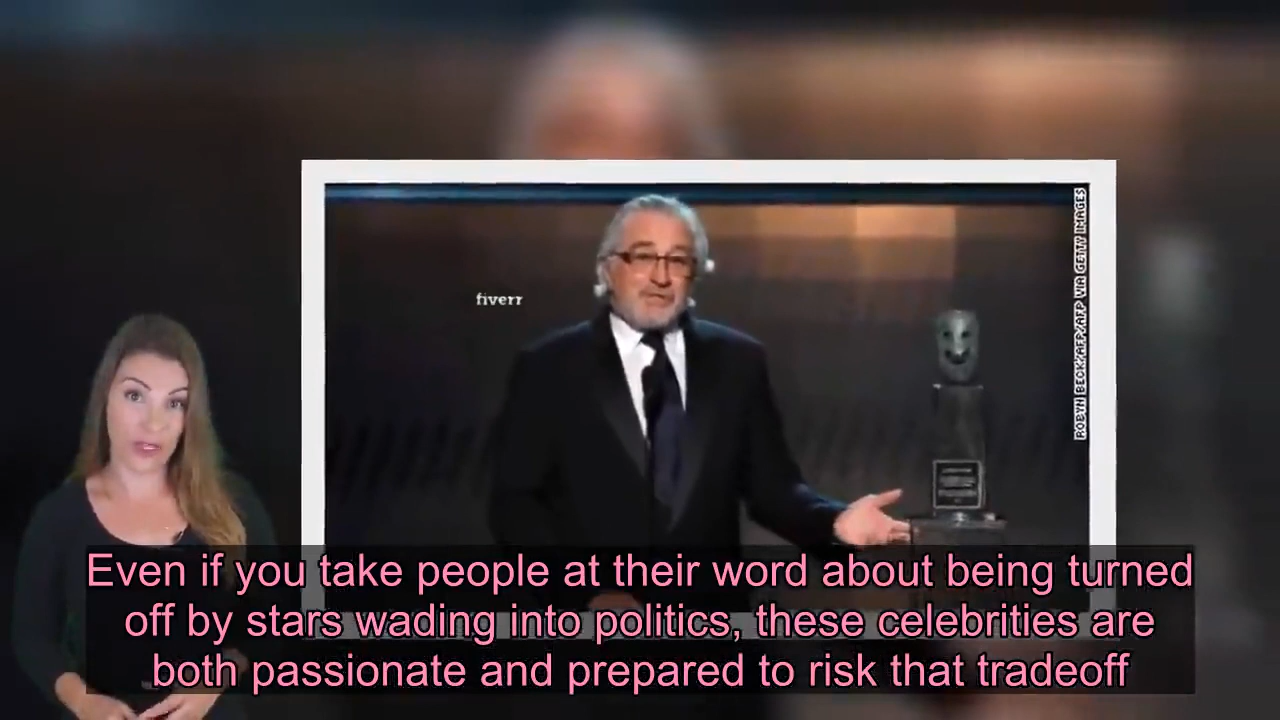 fiverr
ROBYN BECK/AFP/AFP VIA GETTY IMAGES
Even if you take people at their word about being turned
off by stars wading into politics, these celebrities are
both passionate and prepared to risk that tradeoff